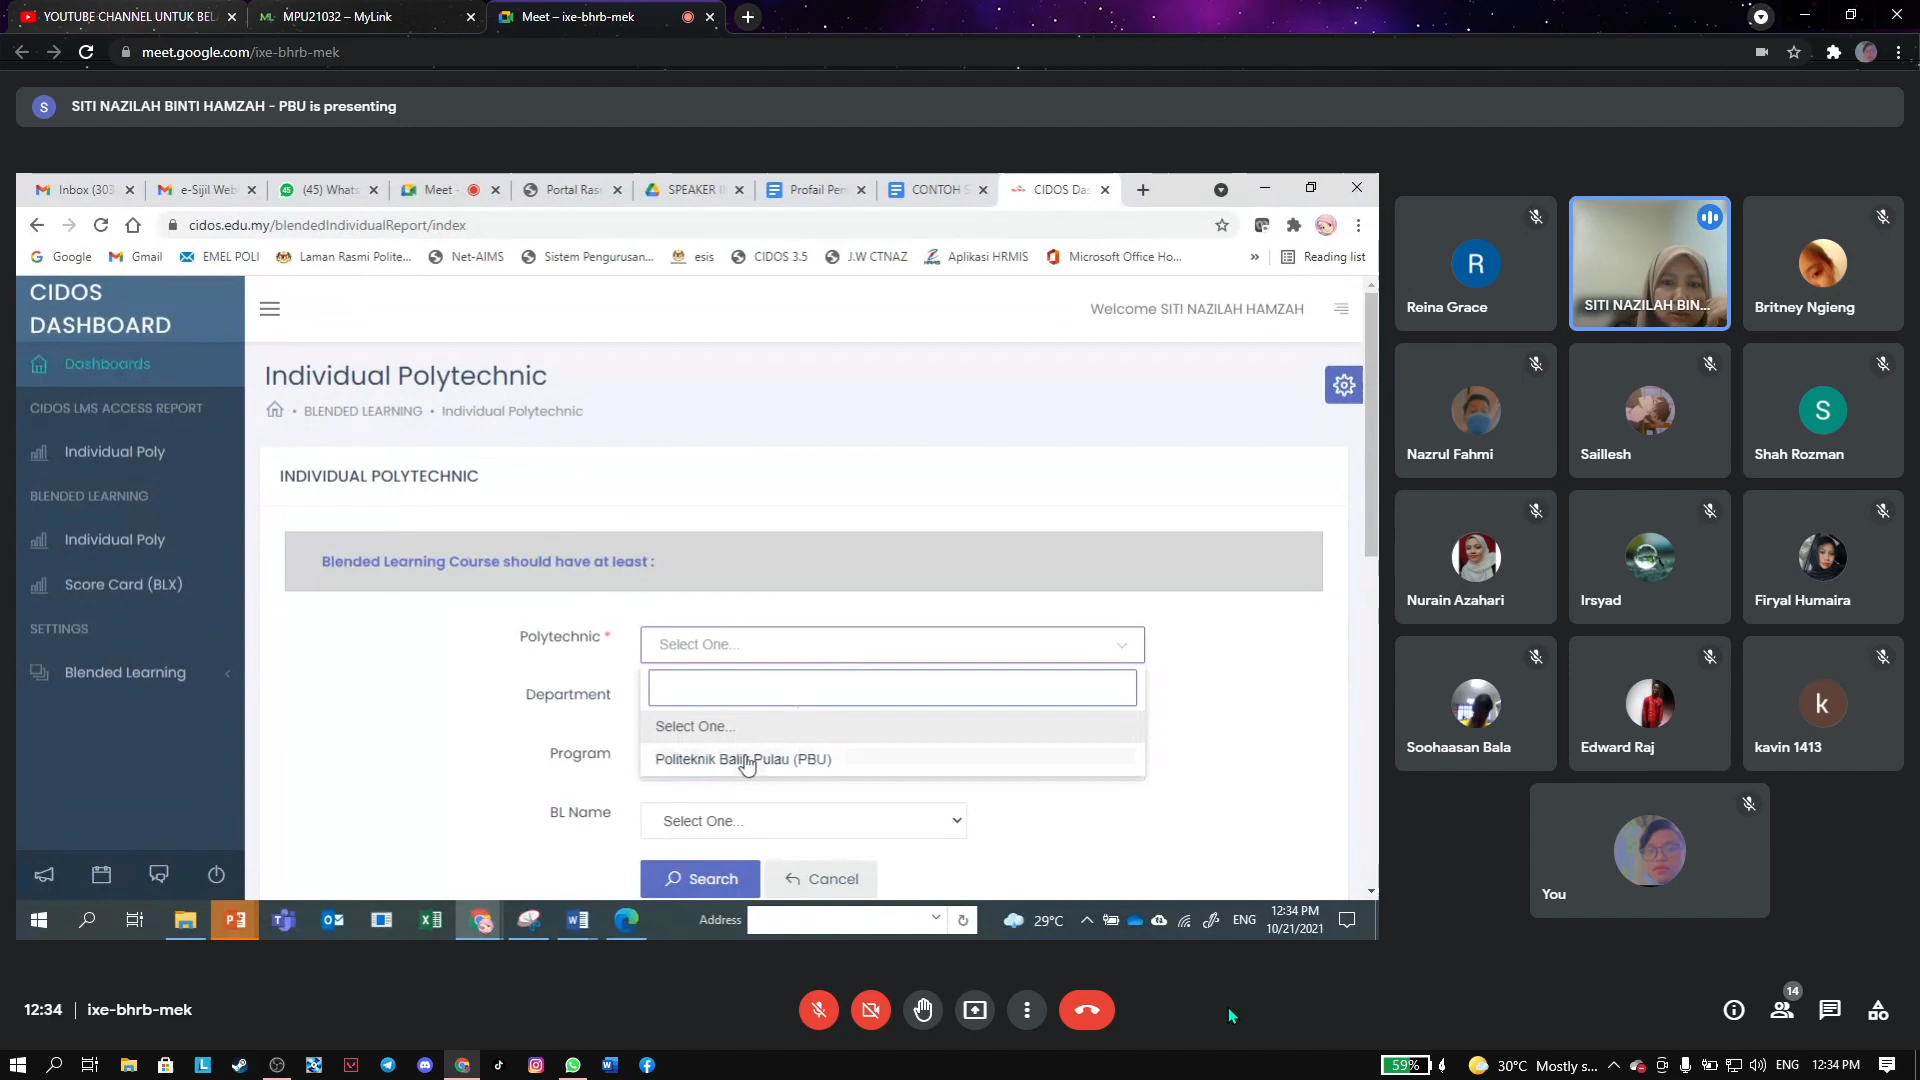 YOUTUBE CHANNEL UNTUK BEL
MPU21032 – MyLink
Meet – ixe-bhrb-mek
meet.google.com/ixe-bhrb-mek
S
SITI NAZILAH BINTI HAMZAH - PBU is presenting
Inbox (303
e-Sijil Web
(45) Whats
Meet -
Portal Ras
SPEAKER
Profail Pe
CONTOH S
CIDOS Da
cidos.edu.my/blendedIndividualReport/index
Google
Gmail
EMEL POLI
Laman Rasmi Polite...
Net-AIMS
Sistem Pengurusan...
esis
CIDOS 3.5
J.W CTNAZ
Aplikasi HRMIS
Microsoft Office Ho...
»
Reading list
CIDOS
DASHBOARD
Welcome SITI NAZILAH HAMZAH
Dashboards
CIDOS LMS ACCESS REPORT
Individual Poly
BLENDED LEARNING
Individual Poly
Score Card (BLX)
SETTINGS
Blended Learning
Individual Polytechnic
• BLENDED LEARNING • Individual Polytechnic
INDIVIDUAL POLYTECHNIC
Blended Learning Course should have at least :
Polytechnic *
Select One...
Department
Select One...
Program
Politeknik Balik Pulau (PBU)
BL Name
Select One...
Search
Cancel
Address
29°C
ENG
12:34 PM
10/21/2021
R
Reina Grace
SITI NAZILAH BIN...
Britney Ngieng
Nazrul Fahmi
Saillesh
S
Shah Rozman
Nurain Azahari
Irsyad
Firyal Humaira
Soohaasan Bala
Edward Raj
k
kavin 1413
You
12:34 | ixe-bhrb-mek
14
59%
30°C Mostly s...
ENG
12:34 PM